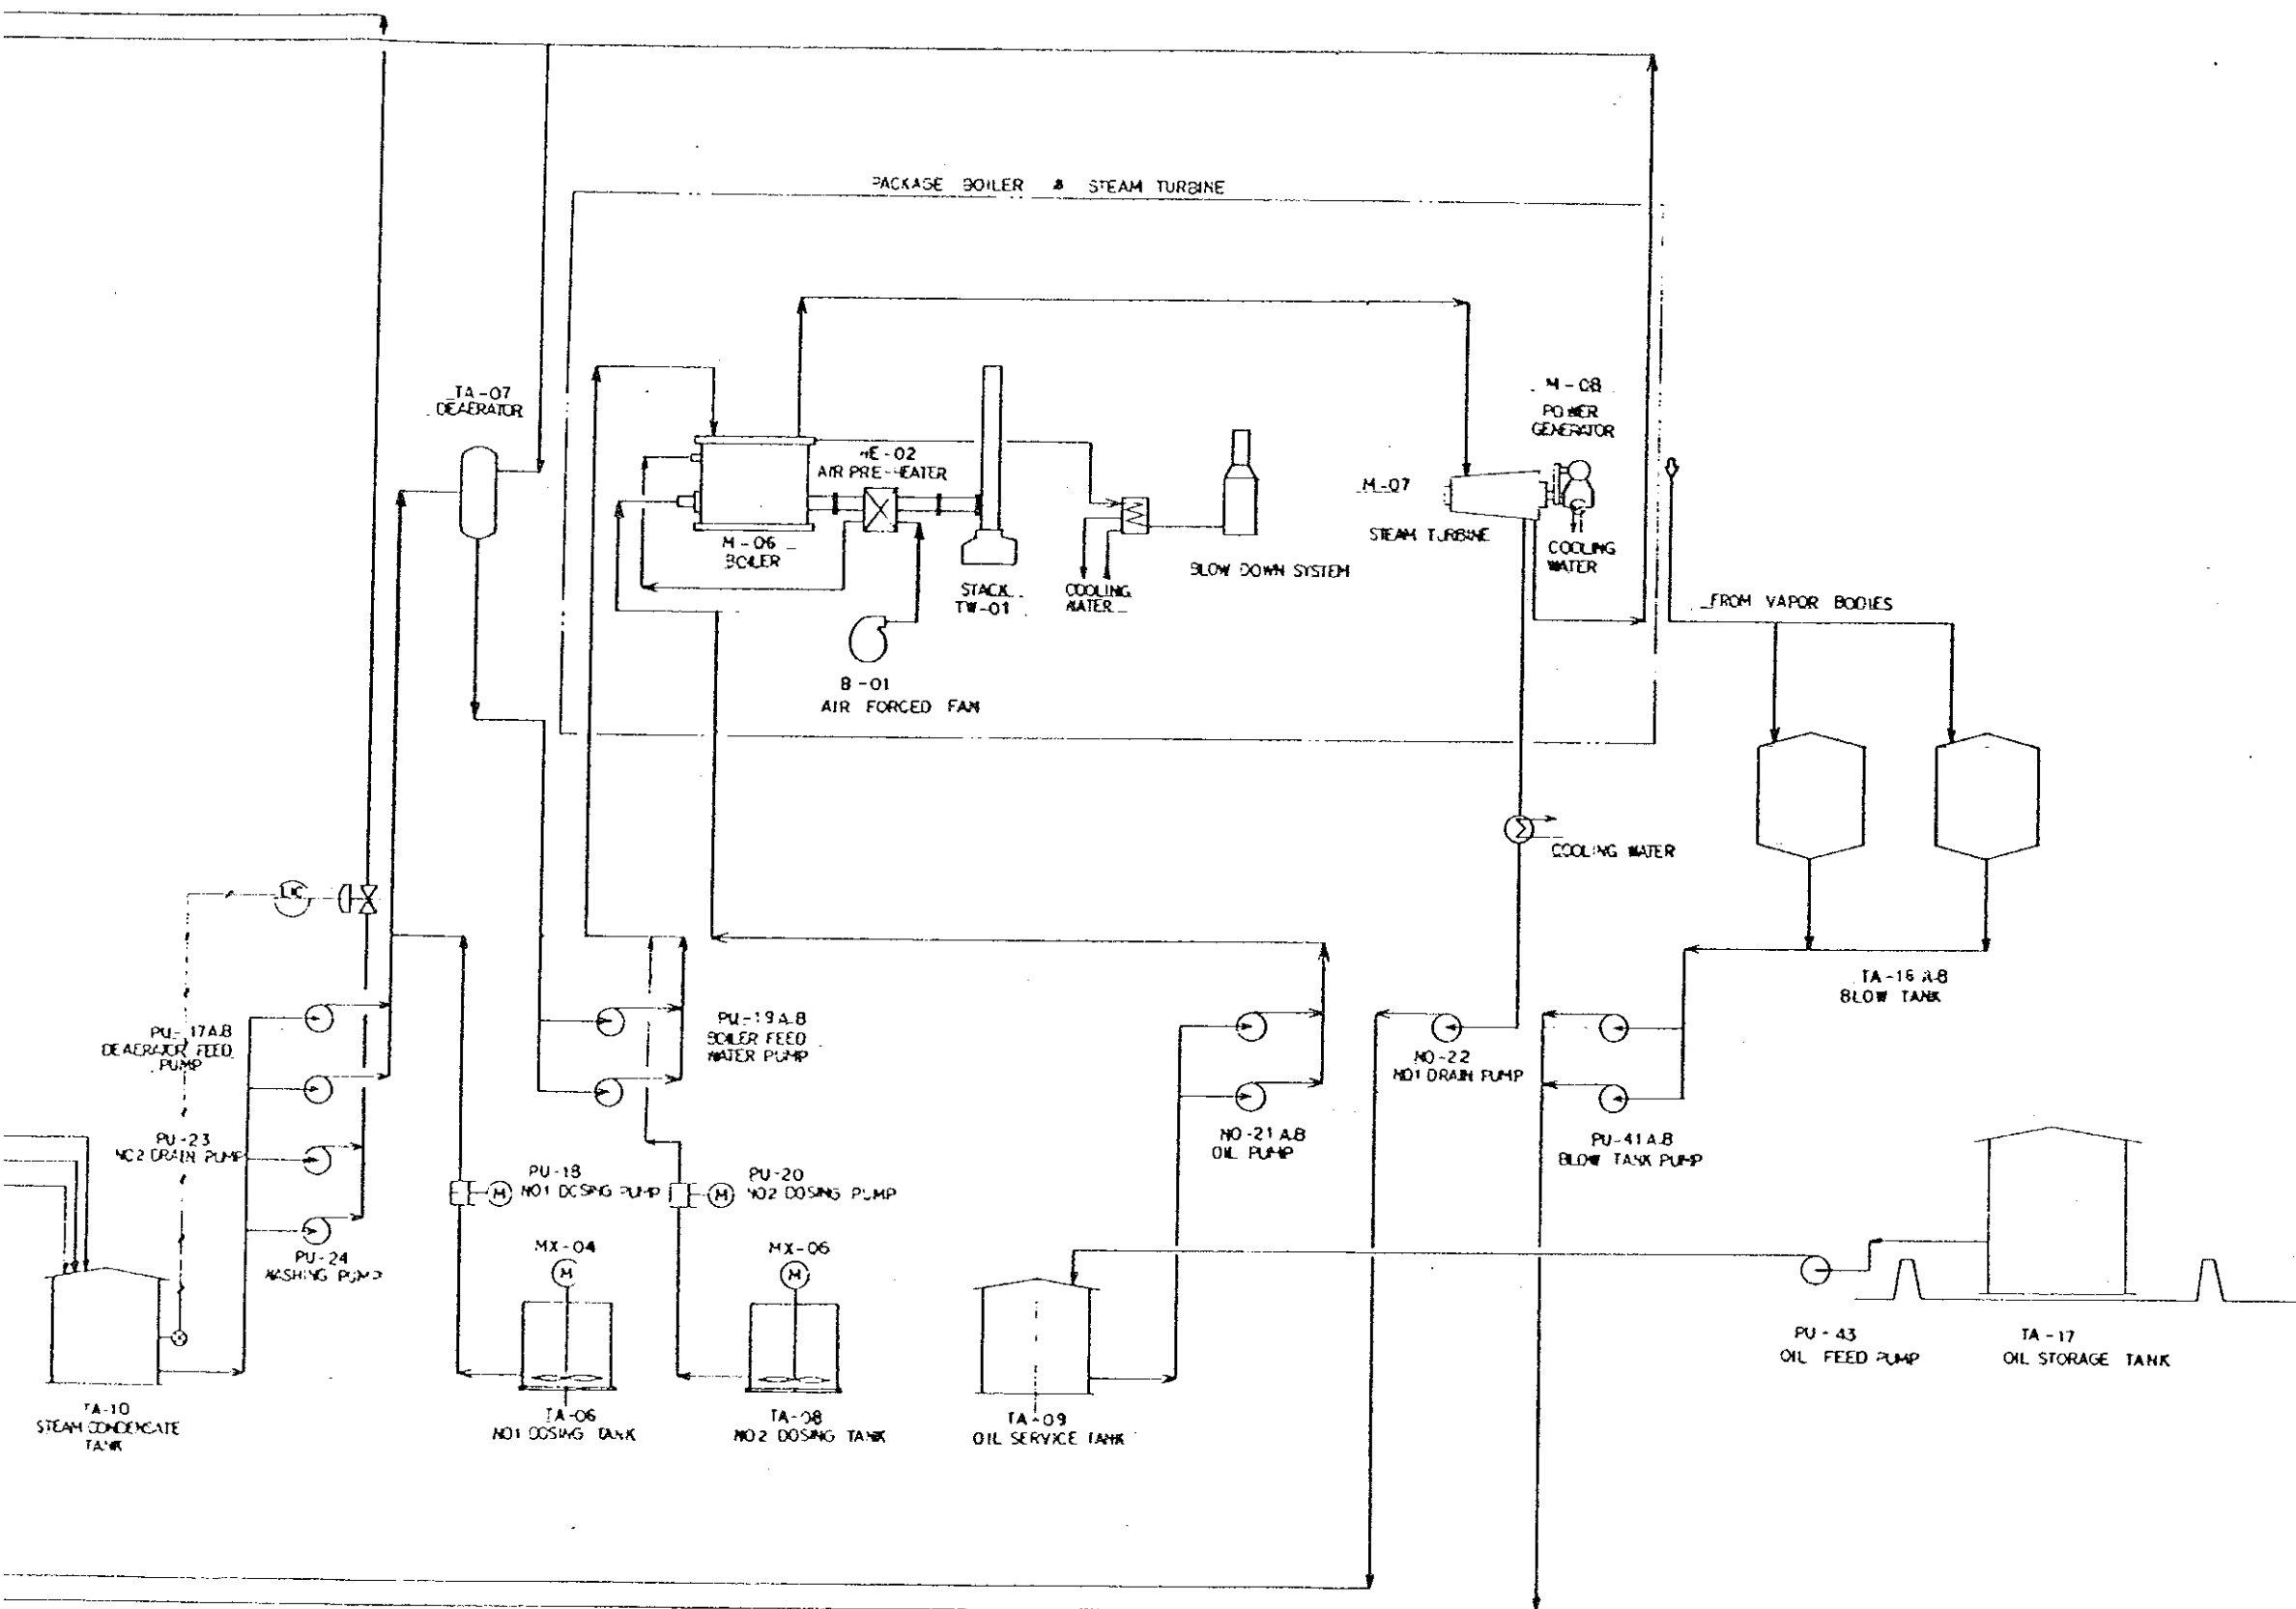 PACKAGE BOILER & STEAM TURBINE
TA-07
DEAERATOR
M-08
POWER
GENERATOR
HE-02
AIR PRE-HEATER
M-07
STEAM TURBINE
COOLING
WATER
M-06
BOILER
STACK
TW-01
COOLING
WATER
BLOW DOWN SYSTEM
FROM VAPOR BODIES
B-01
AIR FORCED FAN
COOLING WATER
LIC
TA-16 A·B
BLOW TANK
PU-17A·B
DEAERATOR FEED
PUMP
PU-19A·B
BOILER FEED
WATER PUMP
NO-22
NO1 DRAIN PUMP
PU-23
NO2 DRAIN PUMP
NO-21 A·B
OIL PUMP
PU-41 A·B
BLOW TANK PUMP
M
PU-18
NO1 DOSING PUMP
M
PU-20
NO2 DOSING PUMP
PU-24
WASHING PUMP
MX-04
M
MX-06
M
PU-43
OIL FEED PUMP
TA-17
OIL STORAGE TANK
TA-10
STEAM CONDENSATE
TANK
TA-06
NO1 DOSING TANK
TA-08
NO2 DOSING TANK
TA-09
OIL SERVICE TANK